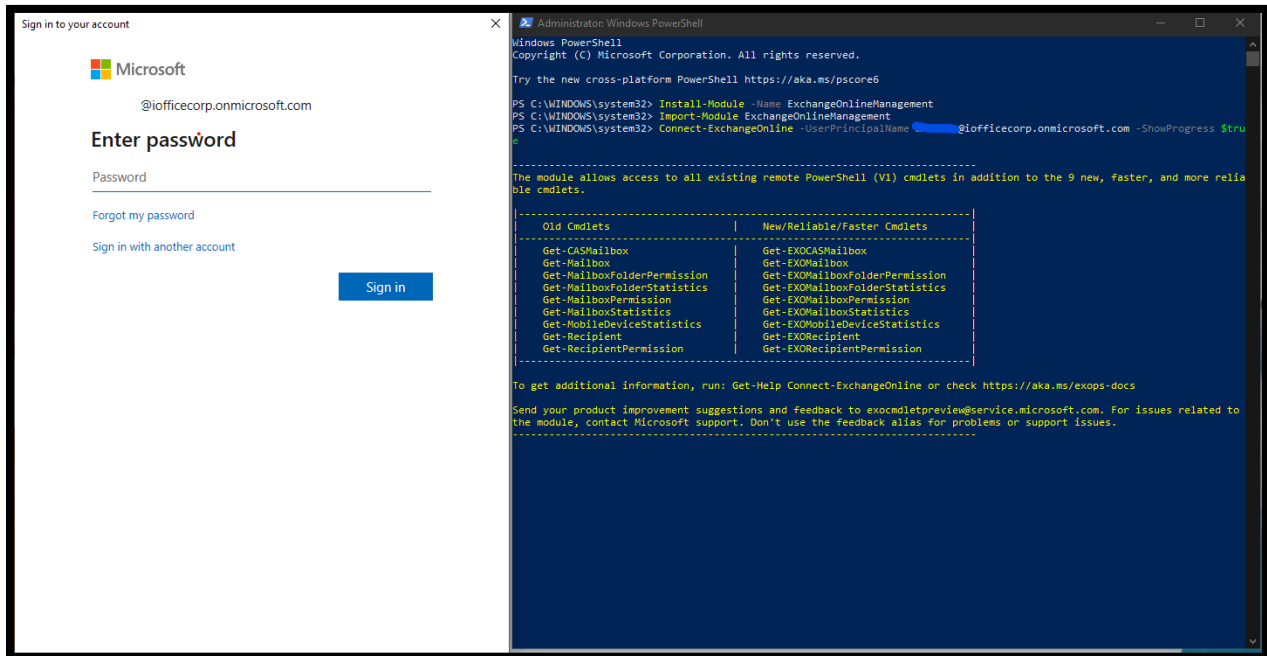 Sign in to your account
Microsoft
@iofficecorp.onmicrosoft.com
Enter password
Password
Forgot my password
Sign in with another account
Sign in
Administrator: Windows PowerShell
Windows PowerShell
Copyright (C) Microsoft Corporation. All rights reserved.
Try the new cross-platform PowerShell https://aka.ms/pscore6
PS C:\WINDOWS\system32> Install-Module -Name ExchangeOnlineManagement
PS C:\WINDOWS\system32> Import-Module ExchangeOnlineManagement
PS C:\WINDOWS\system32> Connect-ExchangeOnline -UserPrincipalName @iofficecorp.onmicrosoft.com -ShowProgress $tru
e
----------------------------------------------------------------------------
The module allows access to all existing remote PowerShell (V1) cmdlets in addition to the 9 new, faster, and more relia
ble cmdlets.
|--------------------------------------------------------------------------|
| Old Cmdlets | New/Reliable/Faster Cmdlets |
|--------------------------------------------------------------------------|
| Get-CASMailbox | Get-EXOCASMailbox |
| Get-Mailbox | Get-EXOMailbox |
| Get-MailboxFolderPermission | Get-EXOMailboxFolderPermission |
| Get-MailboxFolderStatistics | Get-EXOMailboxFolderStatistics |
| Get-MailboxPermission | Get-EXOMailboxPermission |
| Get-MailboxStatistics | Get-EXOMailboxStatistics |
| Get-MobileDeviceStatistics | Get-EXOMobileDeviceStatistics |
| Get-Recipient | Get-EXORecipient |
| Get-RecipientPermission | Get-EXORecipientPermission |
|--------------------------------------------------------------------------|
To get additional information, run: Get-Help Connect-ExchangeOnline or check https://aka.ms/exops-docs
Send your product improvement suggestions and feedback to exocmdletpreview@service.microsoft.com. For issues related to
the module, contact Microsoft support. Don't use the feedback alias for problems or support issues.
----------------------------------------------------------------------------